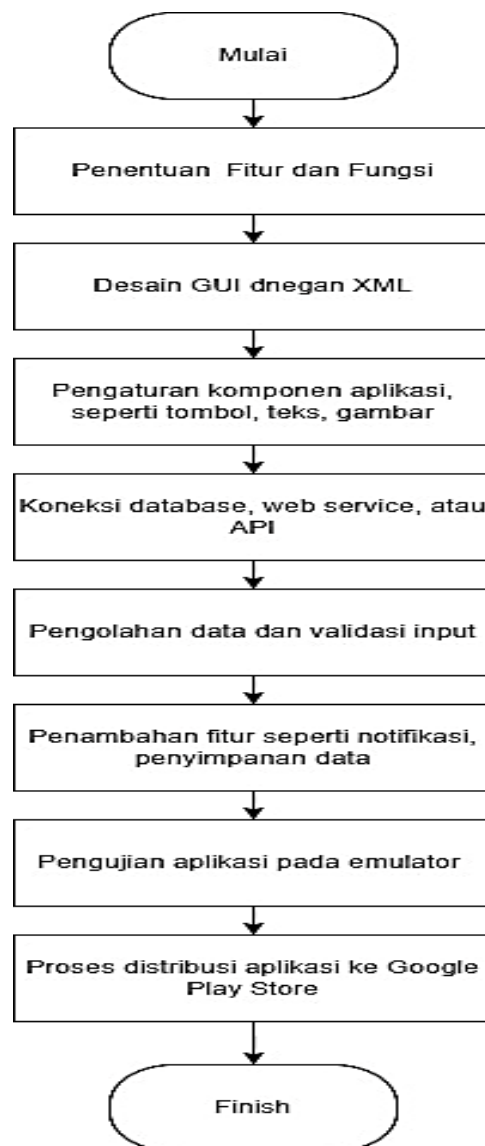 Mulai
Penentuan Fitur dan Fungsi
Desain GUI dnegan XML
Pengaturan komponen aplikasi,
seperti tombol, teks, gambar
Koneksi database, web service, atau
API
Pengolahan data dan validasi input
Penambahan fitur seperti notifikasi,
penyimpanan data
Pengujian aplikasi pada emulator
Proses distribusi aplikasi ke Google
Play Store
Finish